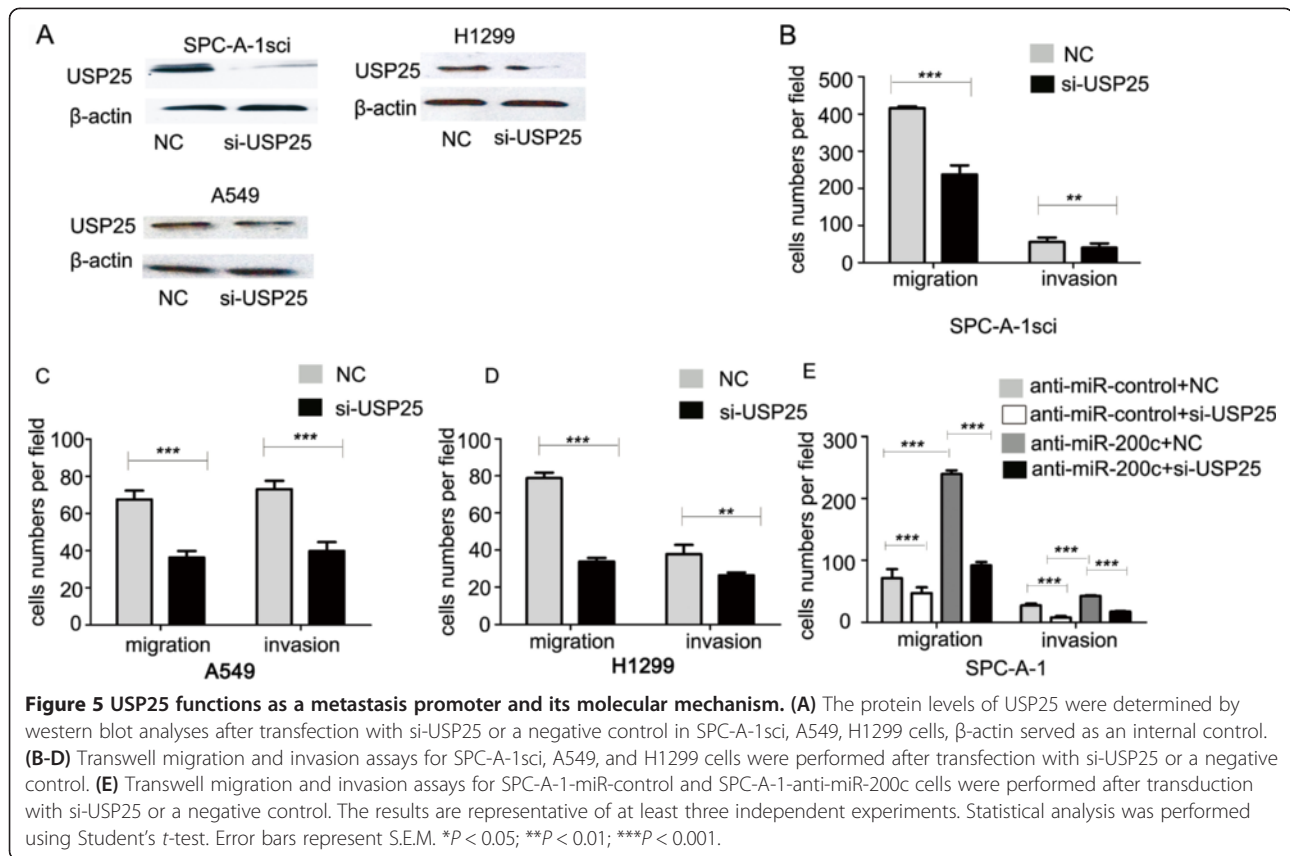 A
SPC-A-1sci
USP25
β-actin
NC si-USP25
H1299
USP25
β-actin
NC si-USP25
A549
USP25
β-actin
NC si-USP25
B
NC
si-USP25
cells numbers per field
500
400
300
200
100
0
***
**
migration invasion
SPC-A-1sci
C
NC
si-USP25
cells numbers per field
100
80
60
40
20
0
***
***
migration invasion
A549
D
NC
si-USP25
cells numbers per field
100
80
60
40
20
0
***
**
migration invasion
H1299
E
anti-miR-control+NC
anti-miR-control+si-USP25
anti-miR-200c+NC
anti-miR-200c+si-USP25
cells numbers per field
300
200
100
0
***
***
***
***
***
***
migration invasion
SPC-A-1
Figure 5 USP25 functions as a metastasis promoter and its molecular mechanism. (A) The protein levels of USP25 were determined by
western blot analyses after transfection with si-USP25 or a negative control in SPC-A-1sci, A549, H1299 cells, β-actin served as an internal control.
(B-D) Transwell migration and invasion assays for SPC-A-1sci, A549, and H1299 cells were performed after transfection with si-USP25 or a negative
control. (E) Transwell migration and invasion assays for SPC-A-1-miR-control and SPC-A-1-anti-miR-200c cells were performed after transduction
with si-USP25 or a negative control. The results are representative of at least three independent experiments. Statistical analysis was performed
using Student's t-test. Error bars represent S.E.M. *P < 0.05; **P < 0.01; ***P < 0.001.